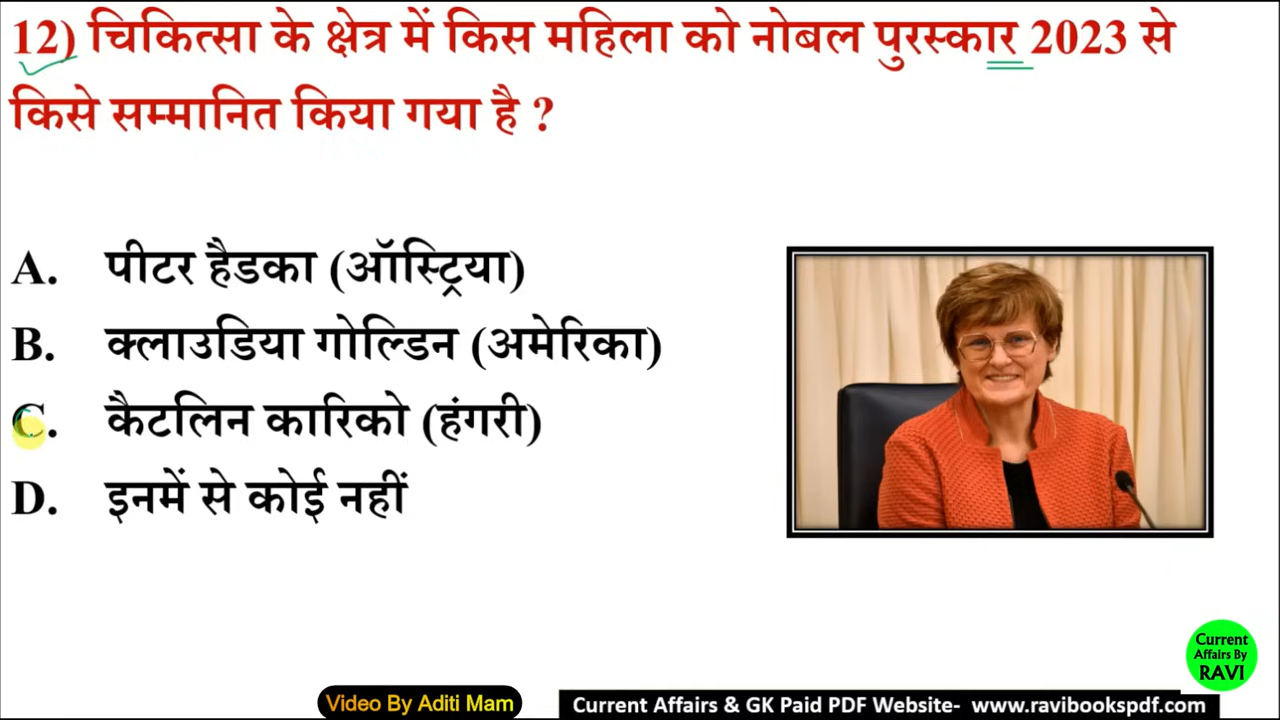 12) चिकित्सा के क्षेत्र में किस महिला को नोबल पुरस्कार 2023 से
किसे सम्मानित किया गया है ?
A. पीटर हैडका (ऑस्ट्रिया)
B. क्लाउडिया गोल्डिन (अमेरिका)
C. कैटलिन कारिको (हंगरी)
D. इनमें से कोई नहीं
Current
Affairs By
RAVI
Video By Aditi Mam
Current Affairs & GK Paid PDF Website- www.ravibookspdf.com